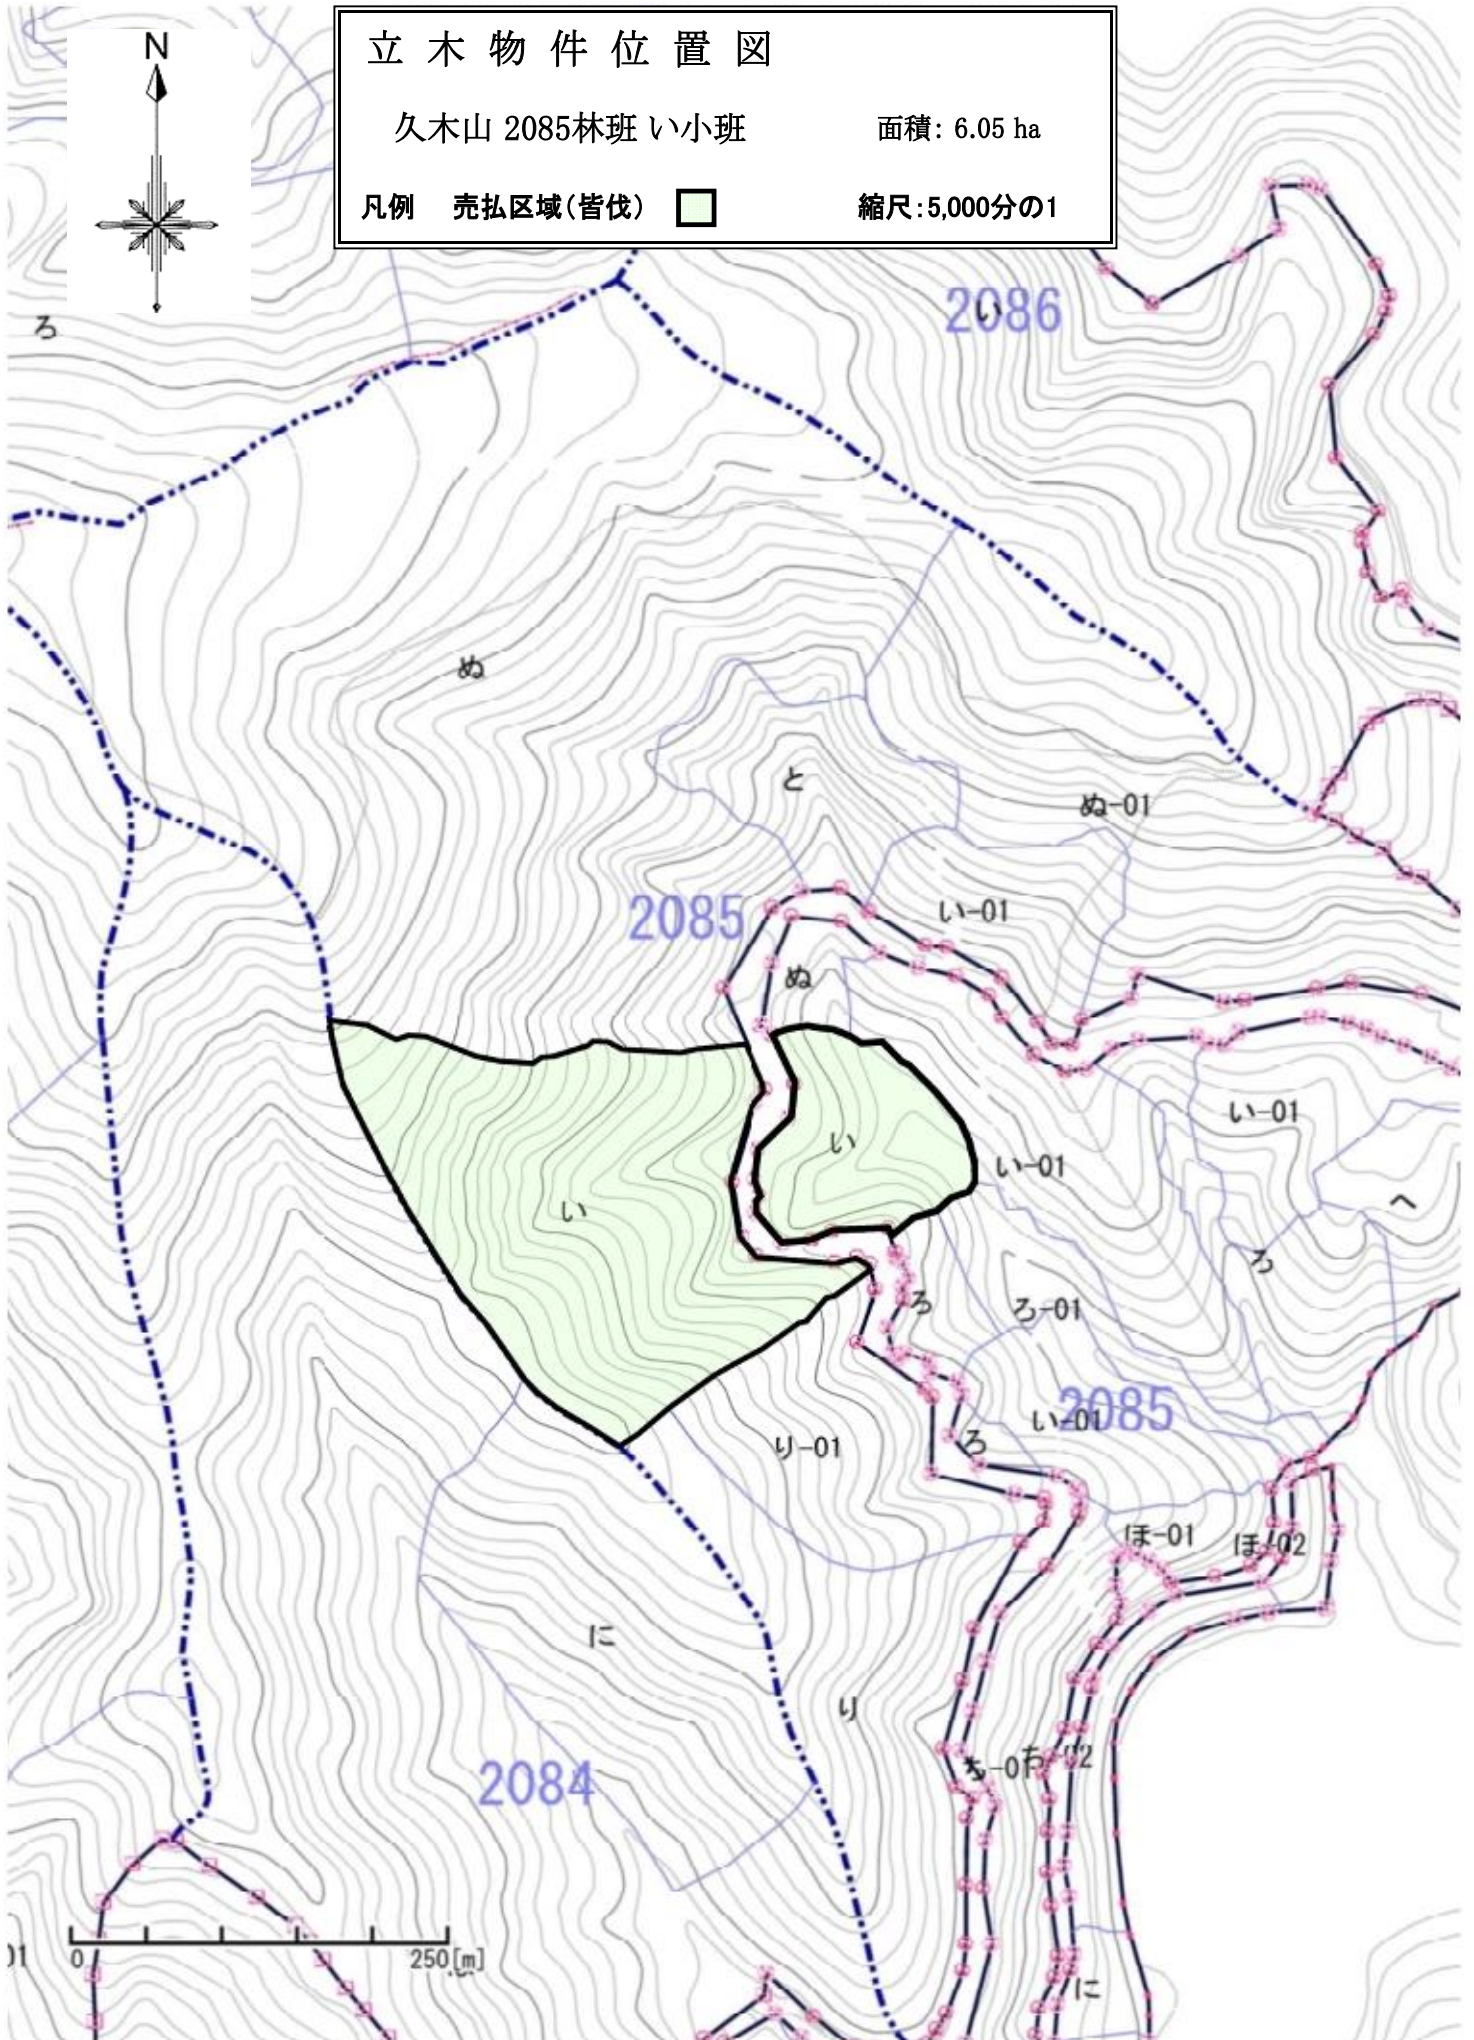 N
立木物件位置図
久木山 2085林班 い小班 面積: 6.05 ha
凡例 売払区域(皆伐) 縮尺:5,000分の1
2086
い
ろ
ぬ
と
ぬ-01
2085
い-01
ぬ
い-01
い
い-01
い
へ
ろ
ろ
ろ-01
2085
い-01
ろ
り-01
ほ-01
ほ-02
に
り
2084
ち-02
01
0 250[m]
に